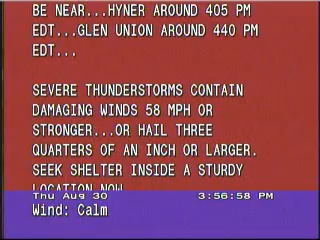 BE NEAR...HYNER AROUND 405 PM
EDT...GLEN UNION AROUND 440 PM
EDT...
SEVERE THUNDERSTORMS CONTAIN
DAMAGING WINDS 58 MPH OR
STRONGER...OR HAIL THREE
QUARTERS OF AN INCH OR LARGER.
SEEK SHELTER INSIDE A STURDY
LOCATION NOW
Thu Aug 30 3:56:58 PM
Wind: Calm